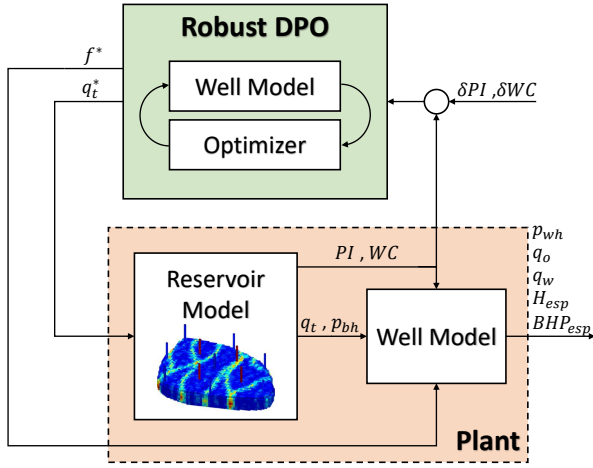 Robust DPO
f*
q_t^*
Well Model
Optimizer
δPI ,δWC
p_wh
q_o
q_w
H_esp
BHP_esp
PI , WC
Reservoir
Model
q_t , p_bh
Well Model
Plant